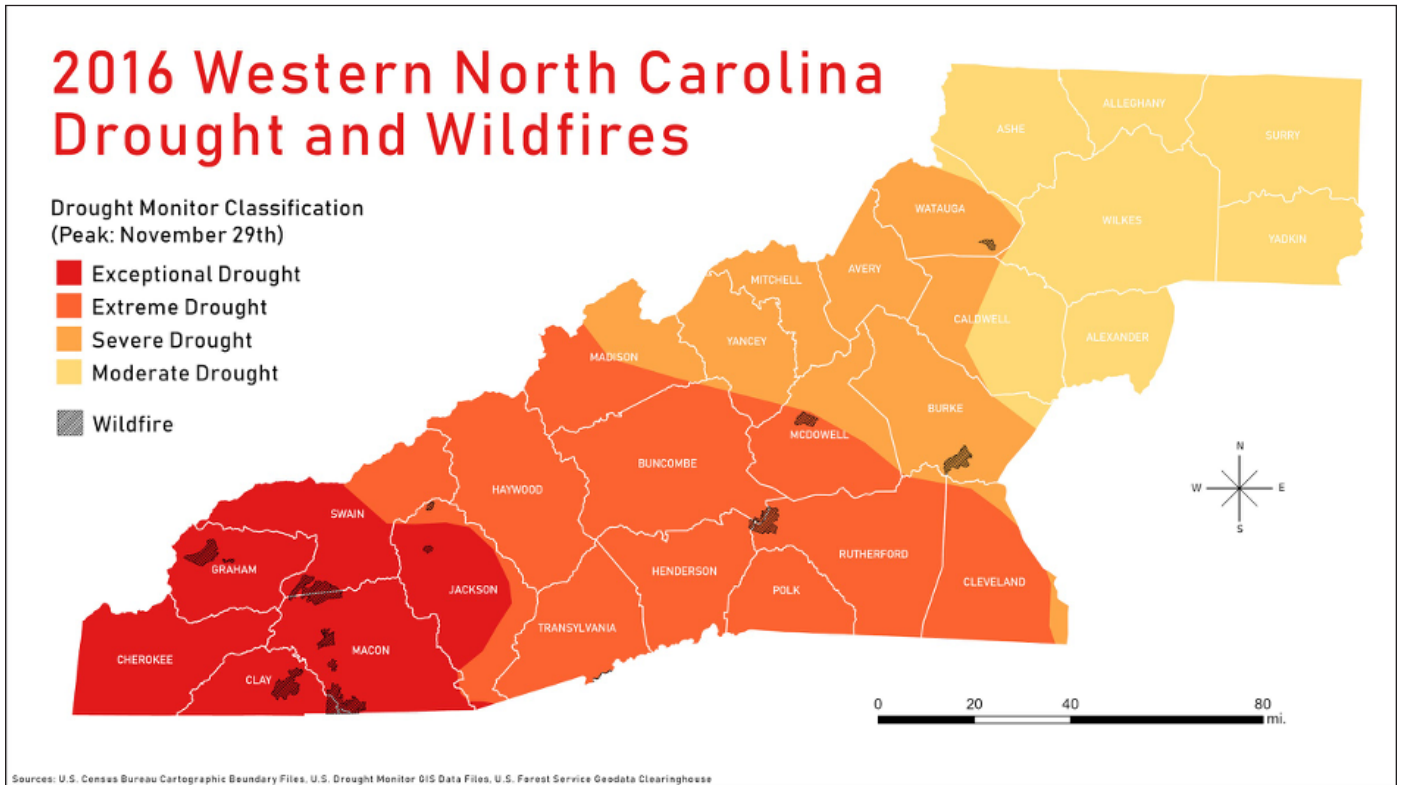 2016 Western North Carolina
Drought and Wildfires
Drought Monitor Classification
(Peak: November 29th)
Exceptional Drought
Extreme Drought
Severe Drought
Moderate Drought
Wildfire
ALLEGHANY
ASHE
SURRY
WATAUGA
WILKES
YADKIN
AVERY
MITCHELL
CALDWELL
ALEXANDER
YANCEY
MADISON
BURKE
MCDOWELL
BUNCOMBE
HAYWOOD
SWAIN
RUTHERFORD
GRAHAM
HENDERSON
CLEVELAND
JACKSON
POLK
TRANSYLVANIA
MACON
CHEROKEE
CLAY
N
W E
S
0 20 40 80
mi.
Sources: U.S. Census Bureau Cartographic Boundary Files, U.S. Drought Monitor GIS Data Files, U.S. Forest Service Geodata Clearinghouse